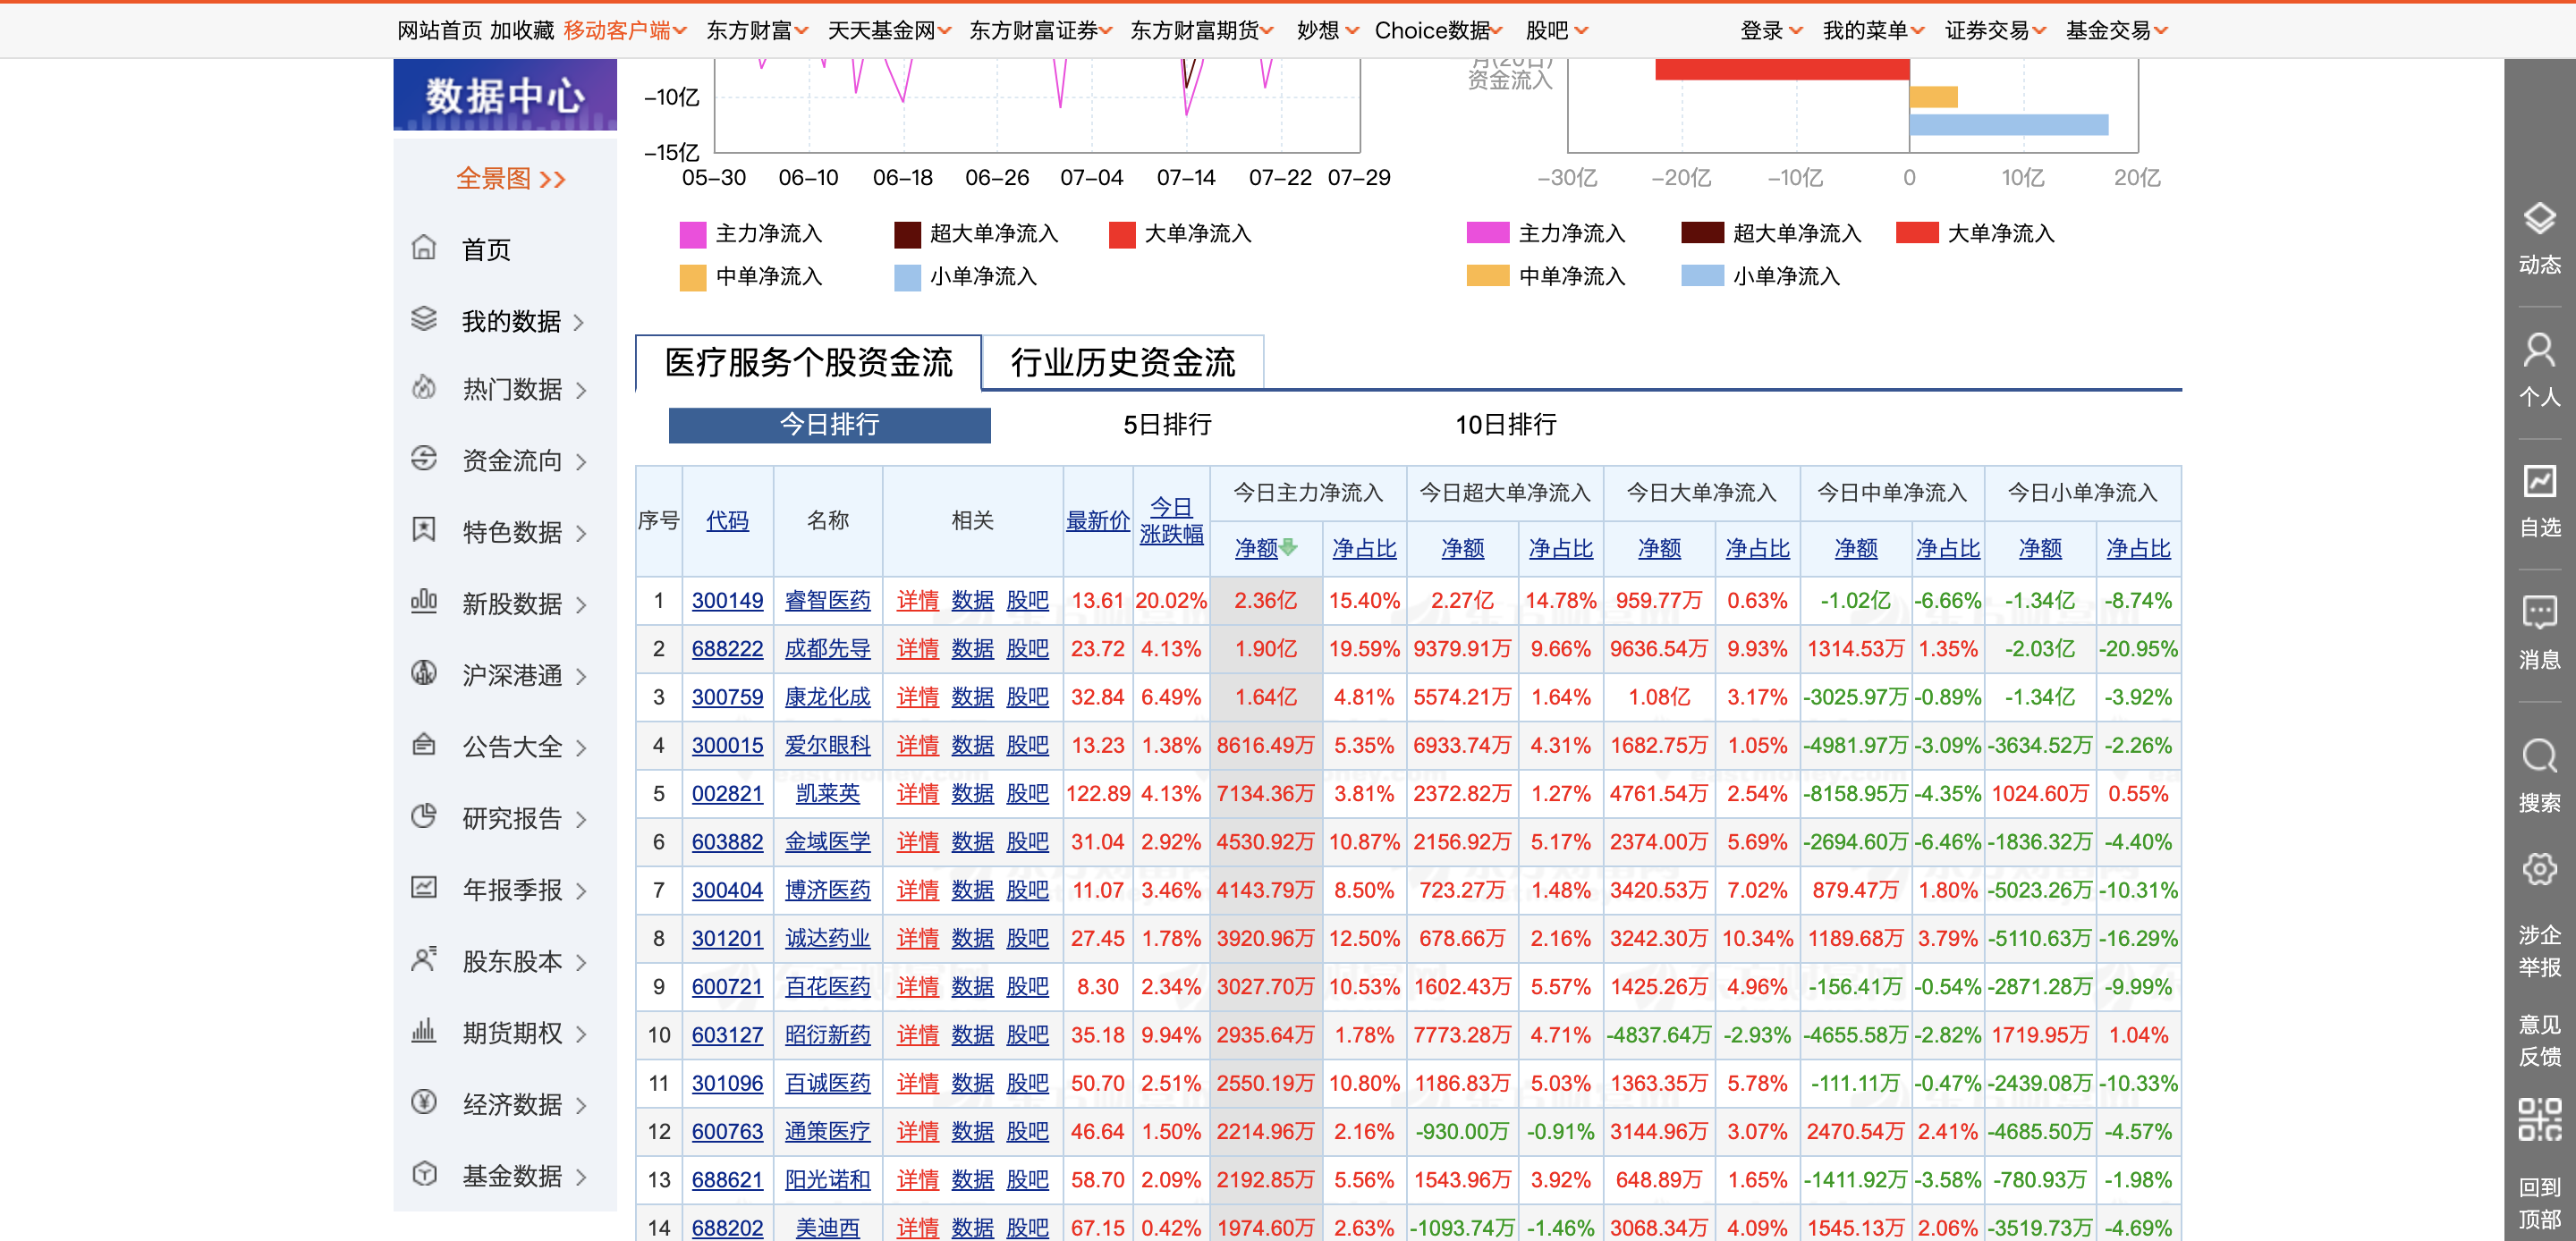 网站首页 加收藏 移动客户端 东方财富 天天基金网 东方财富证券 东方财富期货 妙想 Choice数据 股吧 登录 我的菜单 证券交易 基金交易
数据中心
全景图
首页
我的数据
热门数据
资金流向
特色数据
新股数据
沪深港通
公告大全
研究报告
年报季报
股东股本
期货期权
经济数据
基金数据
-10亿
-15亿
05-30 06-10 06-18 06-26 07-04 07-14 07-22 07-29
主力净流入 超大单净流入 大单净流入
中单净流入 小单净流入
月(20日)
资金流入
-30亿 -20亿 -10亿 0 10亿 20亿
主力净流入 超大单净流入 大单净流入
中单净流入 小单净流入
医疗服务个股资金流 行业历史资金流
今日排行 5日排行 10日排行
序号 代码 名称 相关 最新价 今日涨跌幅 今日主力净流入 今日超大单净流入 今日大单净流入 今日中单净流入 今日小单净流入
净额 净占比 净额 净占比 净额 净占比 净额 净占比 净额 净占比
1 300149 睿智医药 详情 数据 股吧 13.61 20.02% 2.36亿 15.40% 2.27亿 14.78% 959.77万 0.63% -1.02亿 -6.66% -1.34亿 -8.74%
2 688222 成都先导 详情 数据 股吧 23.72 4.13% 1.90亿 19.59% 9379.91万 9.66% 9636.54万 9.93% 1314.53万 1.35% -2.03亿 -20.95%
3 300759 康龙化成 详情 数据 股吧 32.84 6.49% 1.64亿 4.81% 5574.21万 1.64% 1.08亿 3.17% -3025.97万 -0.89% -1.34亿 -3.92%
4 300015 爱尔眼科 详情 数据 股吧 13.23 1.38% 8616.49万 5.35% 6933.74万 4.31% 1682.75万 1.05% -4981.97万 -3.09% -3634.52万 -2.26%
5 002821 凯莱英 详情 数据 股吧 122.89 4.13% 7134.36万 3.81% 2372.82万 1.27% 4761.54万 2.54% -8158.95万 -4.35% 1024.60万 0.55%
6 603882 金域医学 详情 数据 股吧 31.04 2.92% 4530.92万 10.87% 2156.92万 5.17% 2374.00万 5.69% -2694.60万 -6.46% -1836.32万 -4.40%
7 300404 博济医药 详情 数据 股吧 11.07 3.46% 4143.79万 8.50% 723.27万 1.48% 3420.53万 7.02% 879.47万 1.80% -5023.26万 -10.31%
8 301201 诚达药业 详情 数据 股吧 27.45 1.78% 3920.96万 12.50% 678.66万 2.16% 3242.30万 10.34% 1189.68万 3.79% -5110.63万 -16.29%
9 600721 百花医药 详情 数据 股吧 8.30 2.34% 3027.70万 10.53% 1602.43万 5.57% 1425.26万 4.96% -156.41万 -0.54% -2871.28万 -9.99%
10 603127 昭衍新药 详情 数据 股吧 35.18 9.94% 2935.64万 1.78% 7773.28万 4.71% -4837.64万 -2.93% -4655.58万 -2.82% 1719.95万 1.04%
11 301096 百诚医药 详情 数据 股吧 50.70 2.51% 2550.19万 10.80% 1186.83万 5.03% 1363.35万 5.78% -111.11万 -0.47% -2439.08万 -10.33%
12 600763 通策医疗 详情 数据 股吧 46.64 1.50% 2214.96万 2.16% -930.00万 -0.91% 3144.96万 3.07% 2470.54万 2.41% -4685.50万 -4.57%
13 688621 阳光诺和 详情 数据 股吧 58.70 2.09% 2192.85万 5.56% 1543.96万 3.92% 648.89万 1.65% -1411.92万 -3.58% -780.93万 -1.98%
14 688202 美迪西 详情 数据 股吧 67.15 0.42% 1974.60万 2.63% -1093.74万 -1.46% 3068.34万 4.09% 1545.13万 2.06% -3519.73万 -4.69%
动态
个人
自选
消息
搜索
涉企
举报
意见
反馈
回到
顶部